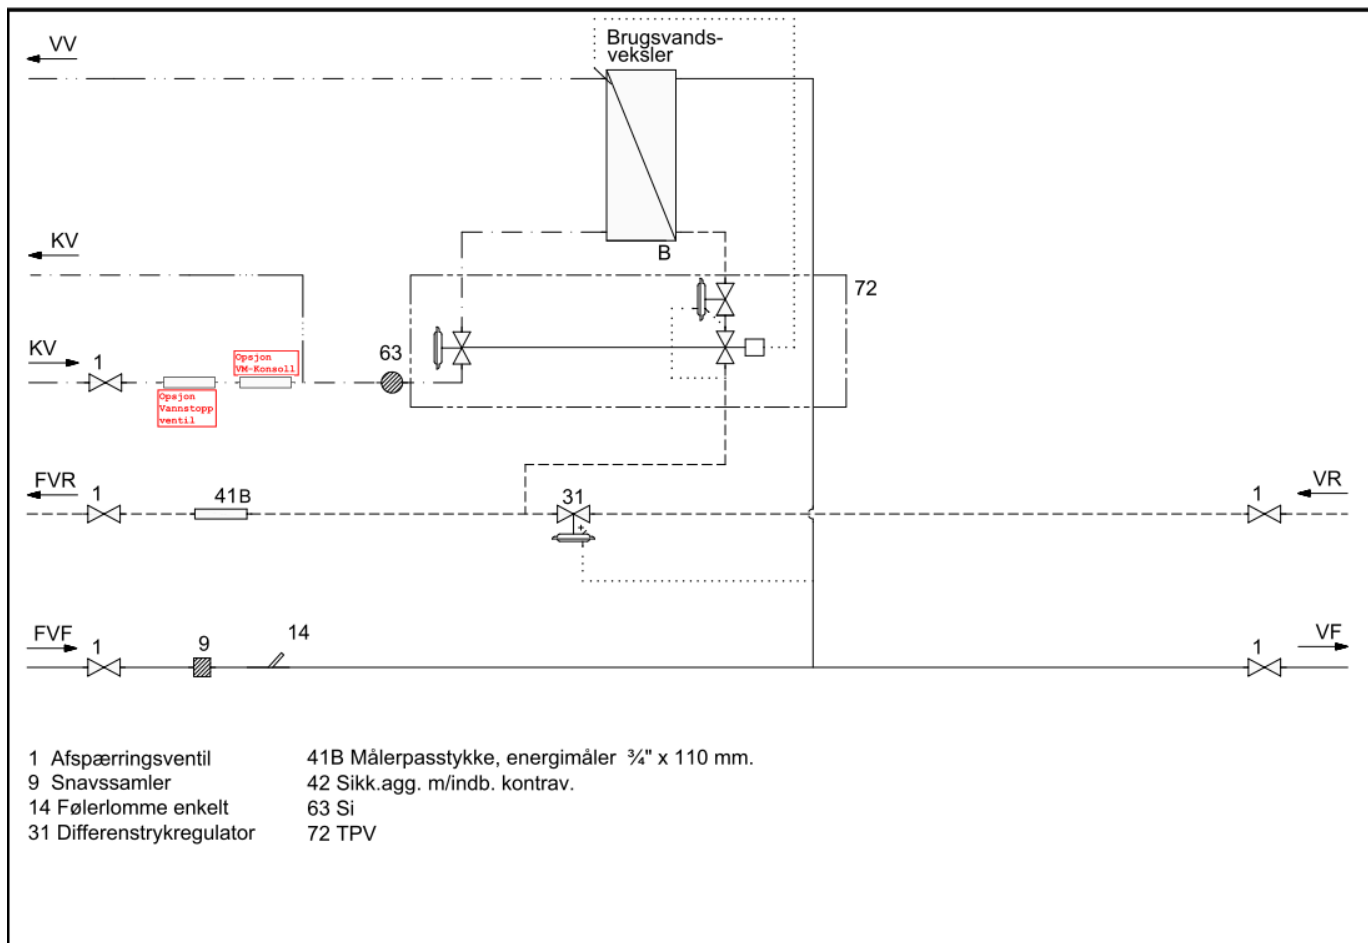 VV
Brugsvands-
veksler
KV
B
72
KV
1
63
Opsjon
VM-Konsoll
Opsjon
Vannstopp
ventil
FVR
1
41B
31
+
1
VR
FVF
1
9
14
1
VF
1 Afspærringsventil
9 Snavssamler
14 Følerlomme enkelt
31 Differenstrykregulator
41B Målerpasstykke, energimåler ¾" x 110 mm.
42 Sikk.agg. m/indb. kontrav.
63 Si
72 TPV